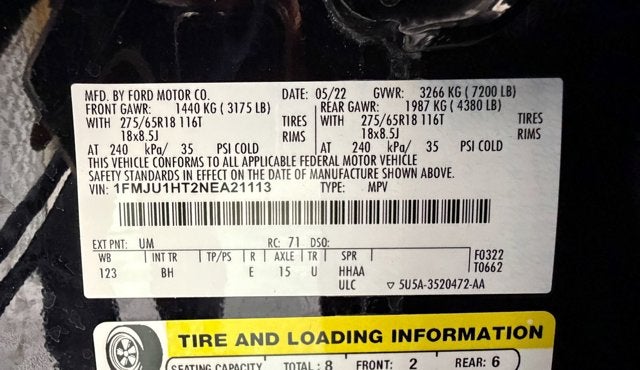 MFD. BY FORD MOTOR CO. DATE: 05/22 GVWR: 3266 KG ( 7200 LB)
FRONT GAWR: 1440 KG ( 3175 LB) REAR GAWR: 1987 KG ( 4380 LB)
WITH 275/65R18 116T TIRES WITH 275/65R18 116T TIRES
18x8.5J RIMS 18x8.5J RIMS
AT 240 kPa/ 35 PSI COLD AT 240 kPa/ 35 PSI COLD
THIS VEHICLE CONFORMS TO ALL APPLICABLE FEDERAL MOTOR VEHICLE
SAFETY STANDARDS IN EFFECT ON THE DATE OF MANUFACTURE SHOWN ABOVE.
VIN: 1FMJU1HT2NEA21113 TYPE: MPV
EXT PNT: UM RC: 71 DSO:
WB INT TR TP/PS R AXLE TR SPR F0322
123 BH E 15 U HHAA T0662
ULC ▽ 5U5A-3520472-AA
TIRE AND LOADING INFORMATION
SEATING CAPACITY TOTAL: 8 FRONT: 2 REAR: 6